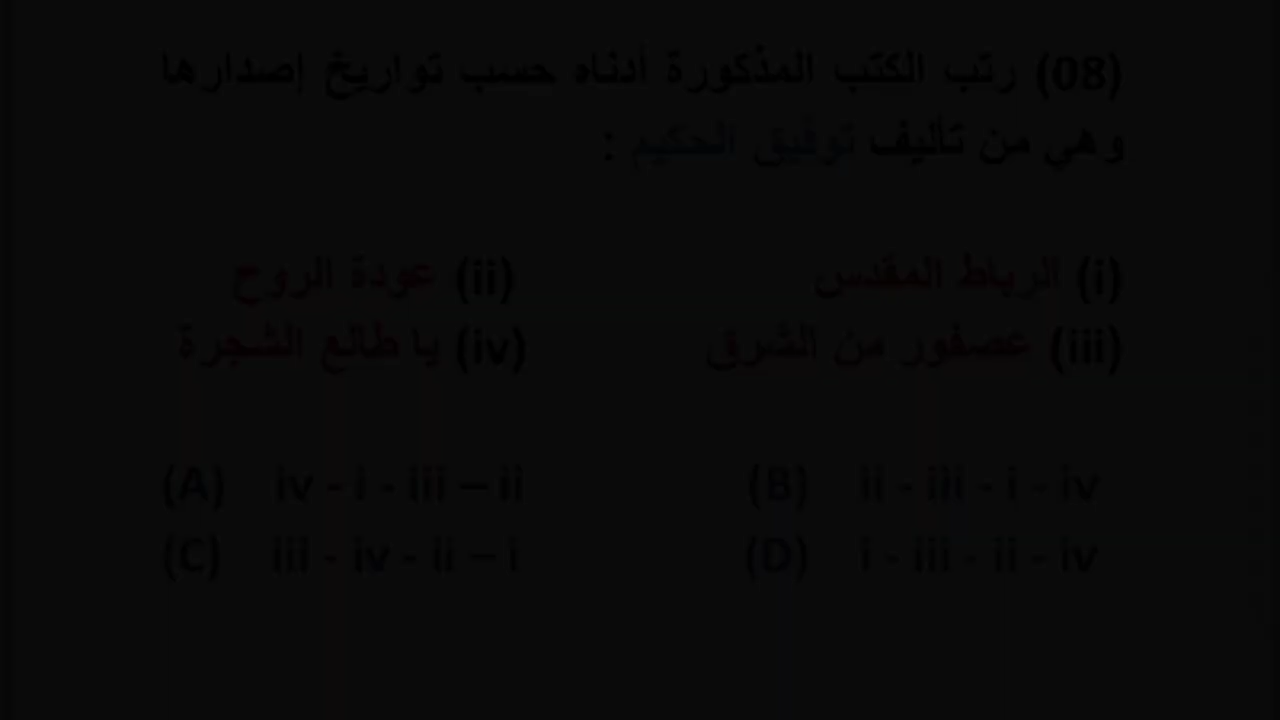 (08) رتب الكتب المذكورة أدناه حسب تواريخ إصدارها
وهي من تأليف توفيق الحكيم :
(i) الرباط المقدس (ii) عودة الروح
(iii) عصفور من الشرق (iv) يا طالع الشجرة
(A) iv - i - iii – ii (B) ii - iii - i - iv
(C) iii - iv - ii – i (D) i - iii - ii - iv